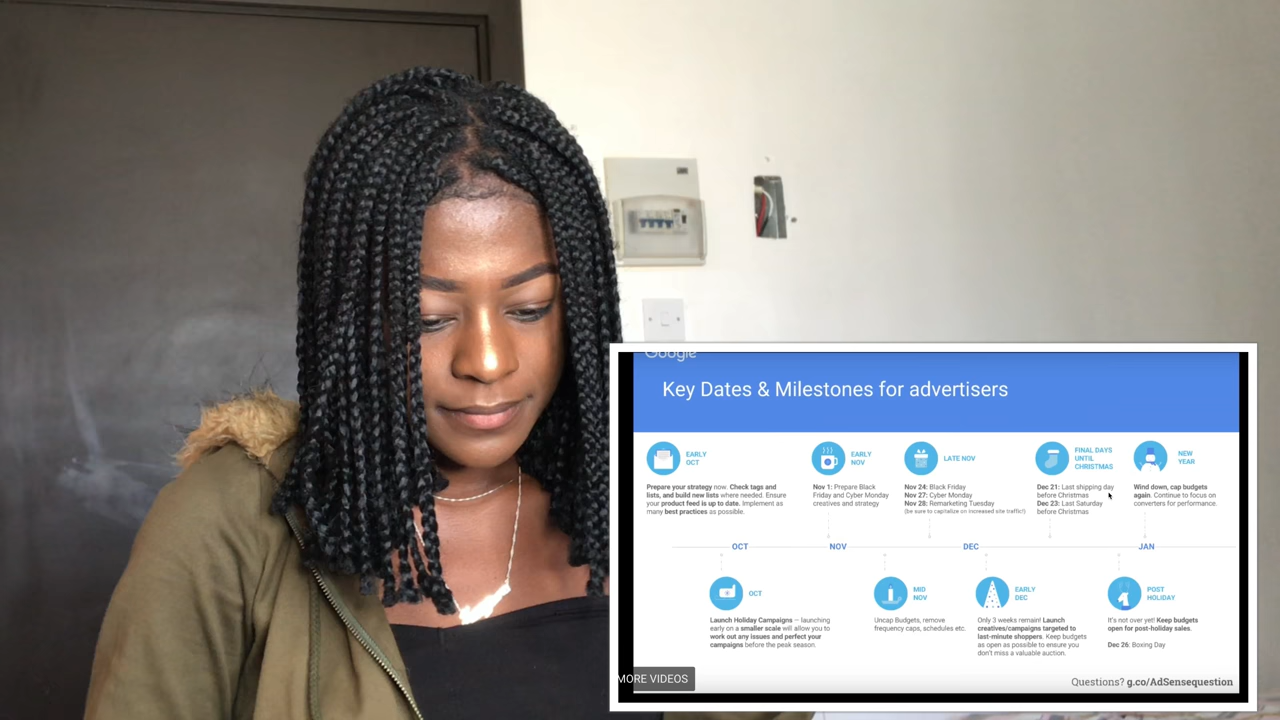 Google
Key Dates & Milestones for advertisers
EARLY
OCT
Prepare your strategy now. Check tags and
lists, and build new lists where needed. Ensure
your product feed is up to date. Implement as
many best practices as possible.
EARLY
NOV
Nov 1: Prepare Black
Friday and Cyber Monday
creatives and strategy
LATE NOV
Nov 24: Black Friday
Nov 27: Cyber Monday
Nov 28: Remarketing Tuesday
(be sure to capitalize on increased site traffic!)
FINAL DAYS
UNTIL
CHRISTMAS
Dec 21: Last shipping day
before Christmas
Dec 23: Last Saturday
before Christmas
NEW
YEAR
Wind down, cap budgets
again. Continue to focus on
converters for performance.
OCT NOV DEC JAN
OCT
Launch Holiday Campaigns — launching
early on a smaller scale will allow you to
work out any issues and perfect your
campaigns before the peak season.
MID
NOV
Uncap Budgets, remove
frequency caps, schedules etc.
EARLY
DEC
Only 3 weeks remain! Launch
creatives/campaigns targeted to
last-minute shoppers. Keep budgets
as open as possible to ensure you
don't miss a valuable auction.
POST
HOLIDAY
It's not over yet! Keep budgets
open for post-holiday sales.
Dec 26: Boxing Day
MORE VIDEOS
Questions? g.co/AdSensequestion